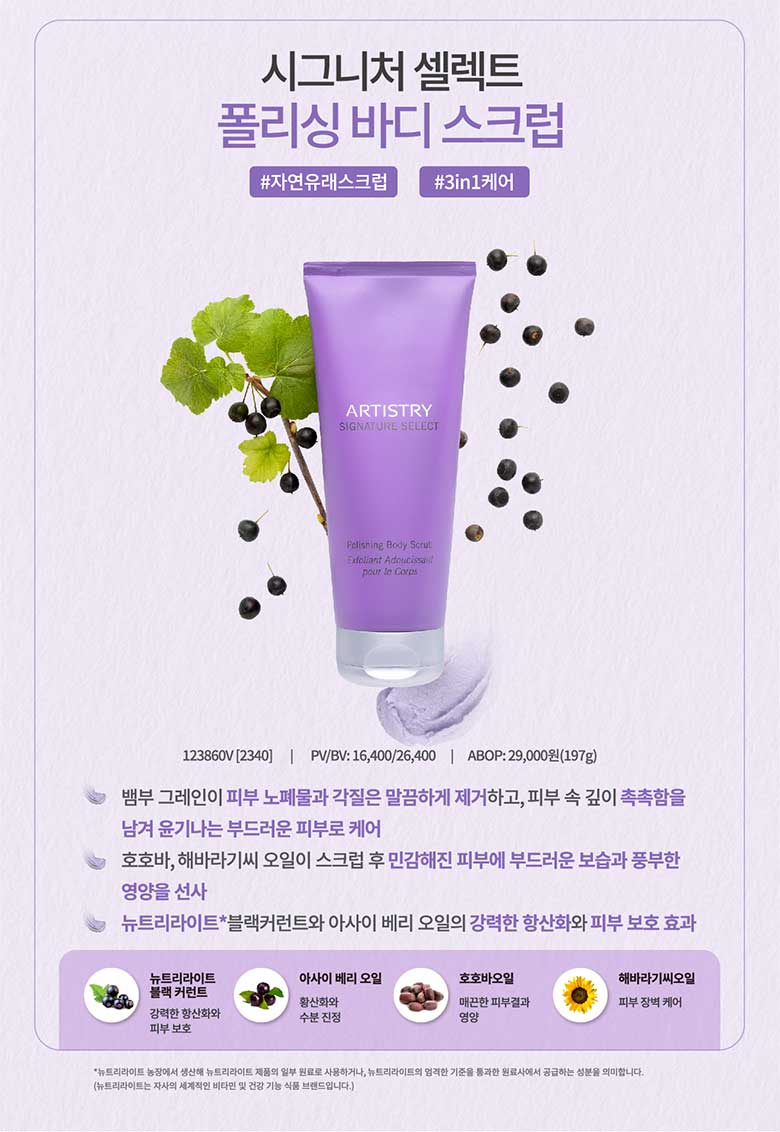 시그니처 셀렉트
폴리싱 바디 스크럽
#자연유래스크럽 #3in1케어
ARTISTRY
SIGNATURE SELECT
Polishing Body Scrub
Exfoliant Adoucissant
pour le Corps
123860V [2340] | PV/BV: 16,400/26,400 | ABOP: 29,000원(197g)
뱀부 그레인이 피부 노폐물과 각질은 말끔하게 제거하고, 피부 속 깊이 촉촉함을
남겨 윤기나는 부드러운 피부로 케어
호호바, 해바라기씨 오일이 스크럽 후 민감해진 피부에 부드러운 보습과 풍부한
영양을 선사
뉴트리라이트*블랙커런트와 아사이 베리 오일의 강력한 항산화와 피부 보호 효과
뉴트리라이트
블랙 커런트
강력한 항산화와
피부 보호
아사이 베리 오일
황산화와
수분 진정
호호바오일
매끈한 피부결과
영양
해바라기씨오일
피부 장벽 케어
*뉴트리라이트 농장에서 생산해 뉴트리라이트 제품의 일부 원료로 사용하거나, 뉴트리라이트의 엄격한 기준을 통과한 원료사에서 공급하는 성분을 의미합니다.
(뉴트리라이트는 자사의 세계적인 비타민 및 건강 기능 식품 브랜드입니다.)